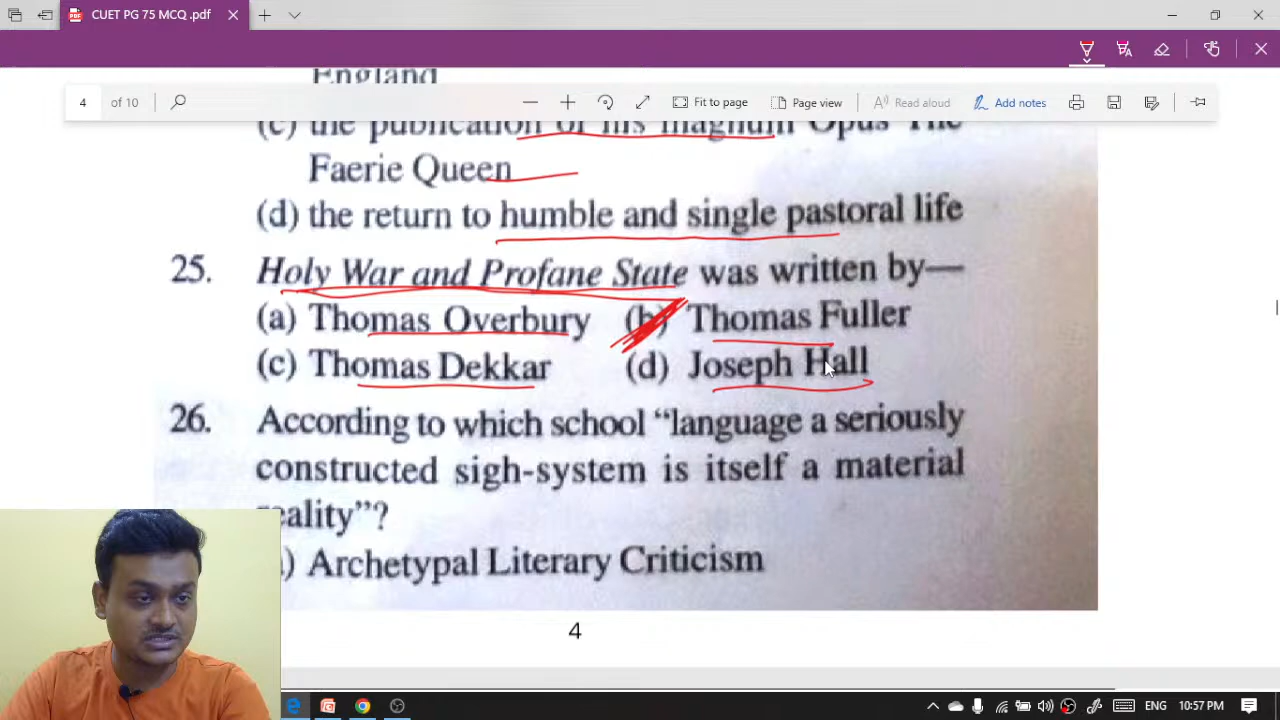 CUET PG 75 MCQ .pdf
England
4 of 10 Fit to page Page view Read aloud Add notes
(c) the publication of his magnum Opus The
Faerie Queen
(d) the return to humble and single pastoral life
25. Holy War and Profane State was written by—
(a) Thomas Overbury (b) Thomas Fuller
(c) Thomas Dekkar (d) Joseph Hall
26. According to which school “language a seriously
constructed sigh-system is itself a material
eality”?
.) Archetypal Literary Criticism
4
ENG 10:57 PM